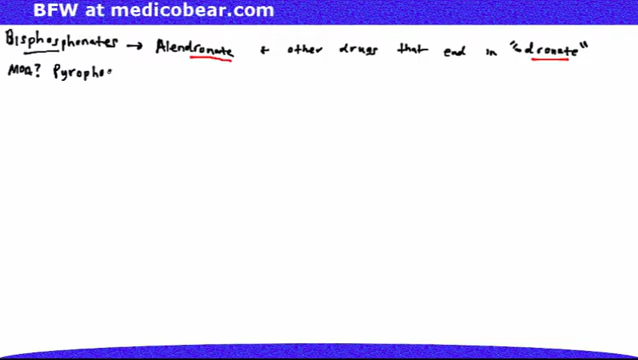 BFW at medicobear.com
Bisphosphonates → Alendronate + other drugs that end in "-dronate"
MOA? Pyropho